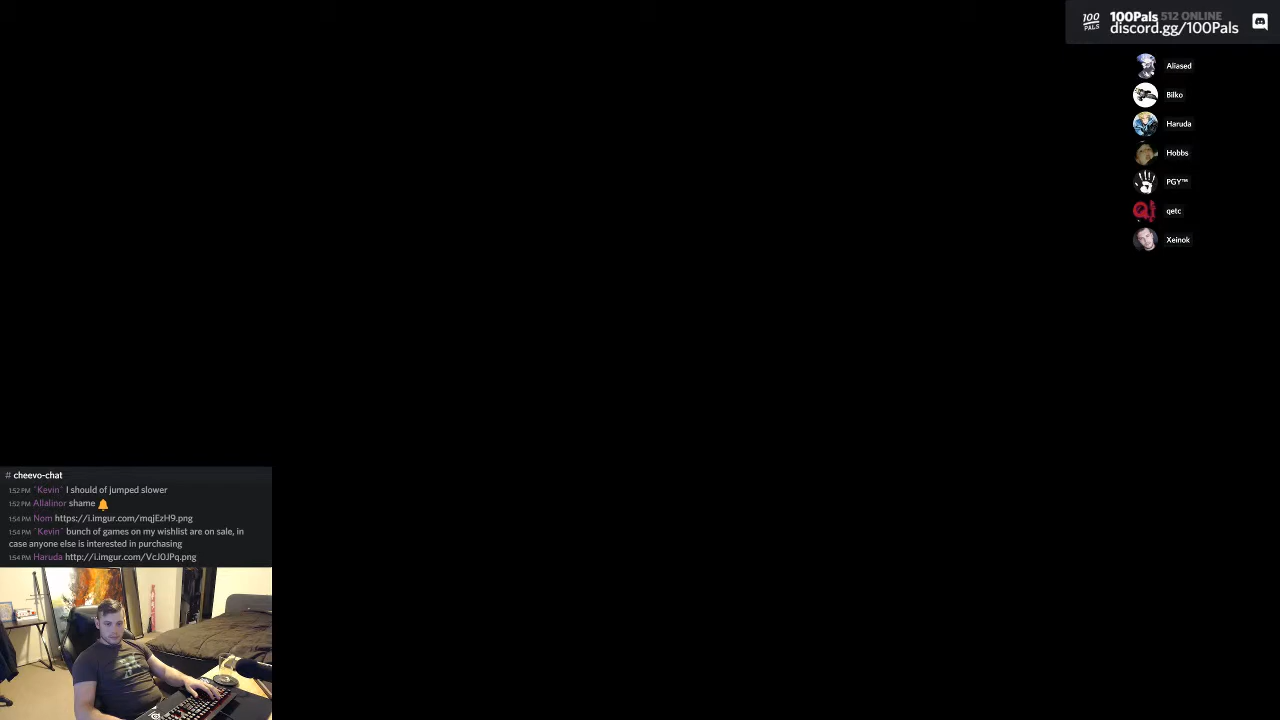 100
PALS
100Pals 512 ONLINE
discord.gg/100Pals
Aliased
Bilko
Haruda
Hobbs
PGY™
qetc
Xeinok
# cheevo-chat
1:52 PM ˆKevinˆ I should of jumped slower
1:52 PM Allalinor shame
1:54 PM Nom https://i.imgur.com/mqjEzH9.png
1:54 PM ˆKevinˆ bunch of games on my wishlist are on sale, in
case anyone else is interested in purchasing
1:54 PM Haruda http://i.imgur.com/VcJ0JPq.png